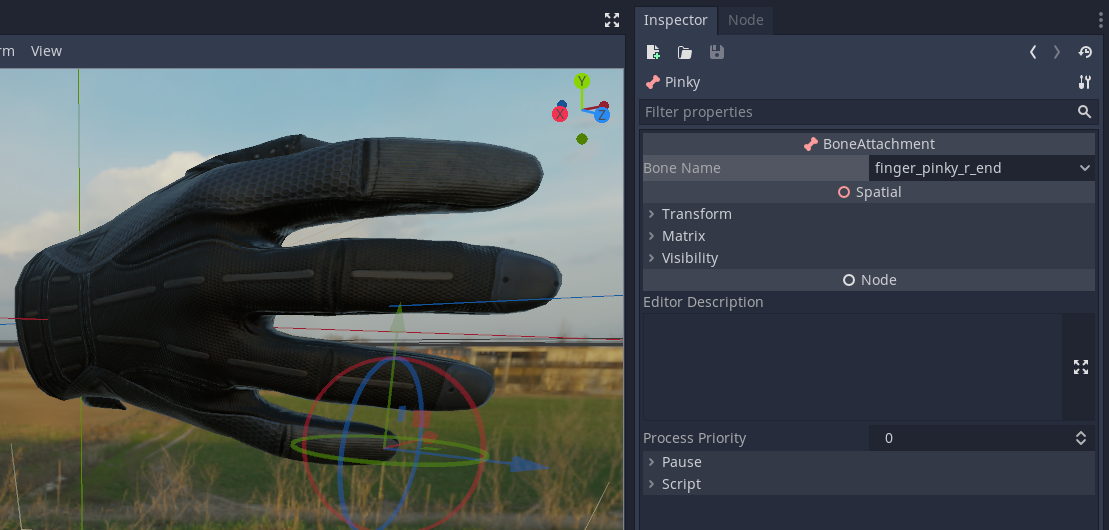 Inspector
Node
rm
View
Pinky
Y
X
Z
Filter properties
BoneAttachment
Bone Name
finger_pinky_r_end
Spatial
Transform
Matrix
Visibility
Node
Editor Description
Process Priority
0
Pause
Script